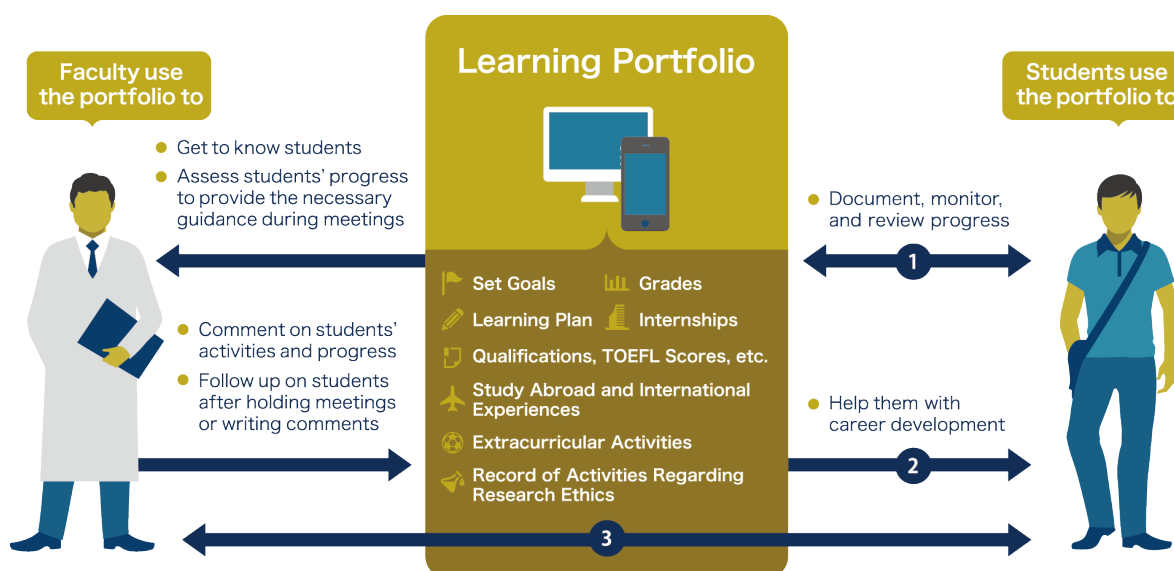 Learning Portfolio
Faculty use
the portfolio to
Get to know students
Assess students’ progress
to provide the necessary
guidance during meetings
Comment on students’
activities and progress
Follow up on students
after holding meetings
or writing comments
Set Goals
Grades
Learning Plan
Internships
Qualifications, TOEFL Scores, etc.
Study Abroad and International
Experiences
Extracurricular Activities
Record of Activities Regarding
Research Ethics
Students use
the portfolio to
Document, monitor,
and review progress
1
Help them with
career development
2
3